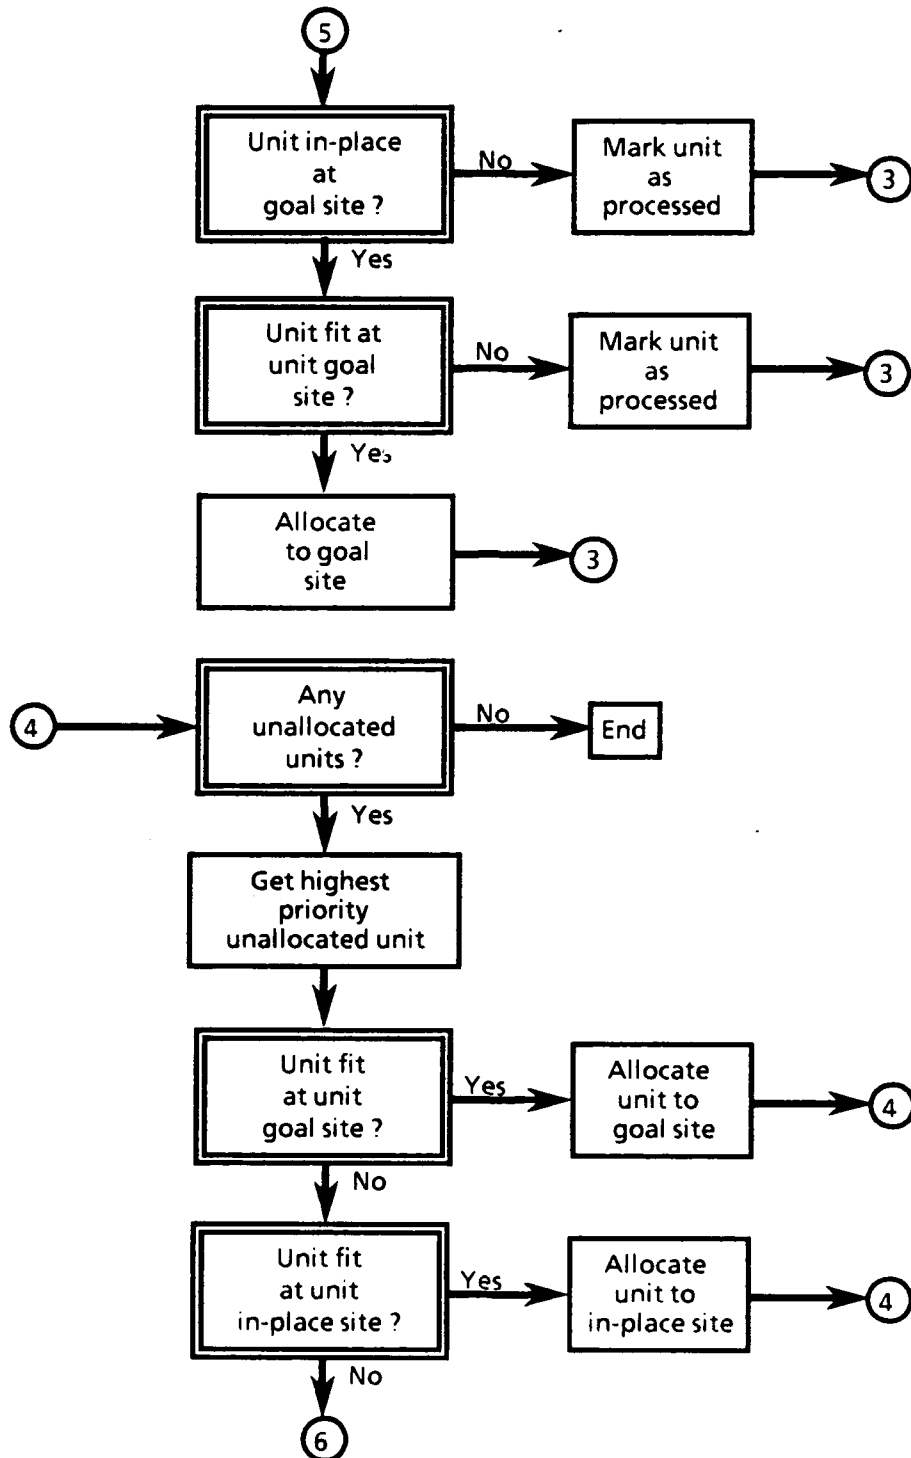 5
Unit in-place
at
goal site ?
No
Mark unit
as
processed
3
Yes
Unit fit at
unit goal
site ?
No
Mark unit
as
processed
3
Yes
Allocate
to goal
site
3
4
Any
unallocated
units ?
No
End
Yes
Get highest
priority
unallocated unit
Unit fit
at unit
goal site ?
Yes
Allocate
unit to
goal site
4
No
Unit fit
at unit
in-place site ?
Yes
Allocate
unit to
in-place site
4
No
6